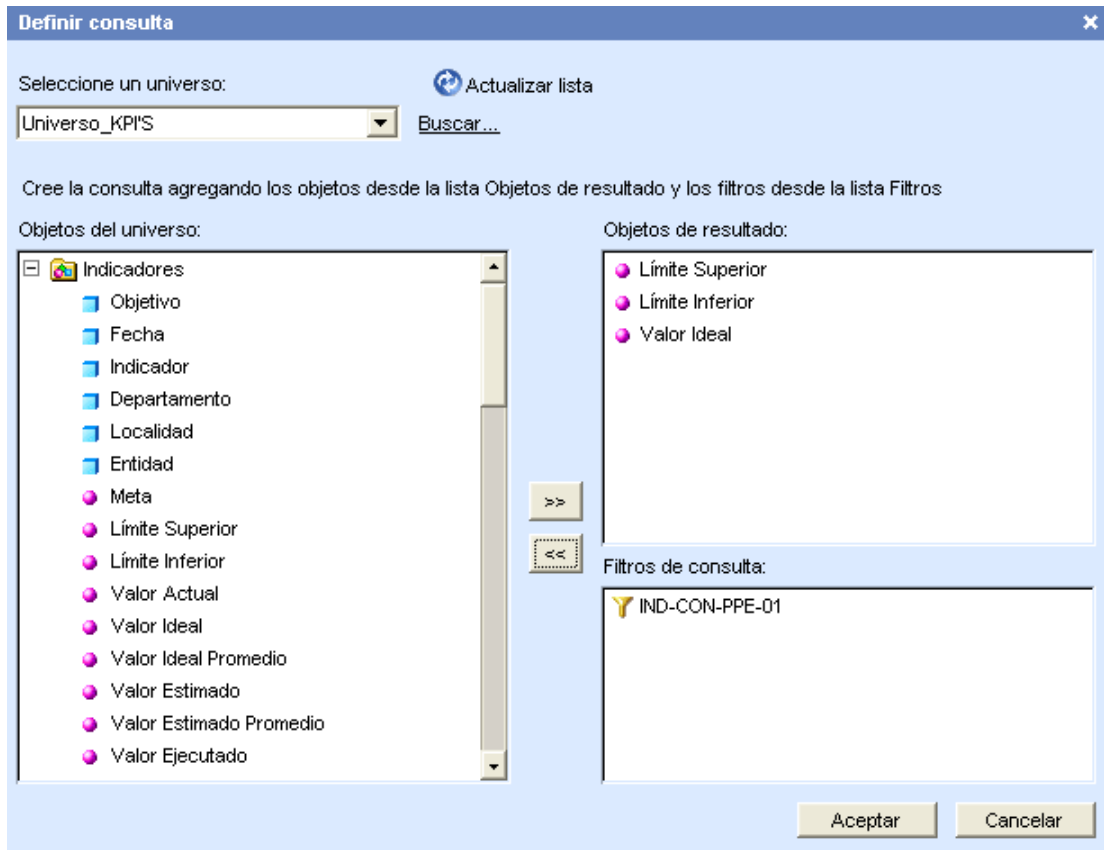 Definir consulta
Seleccione un universo:
Actualizar lista
Universo_KPI'S
Buscar...
Cree la consulta agregando los objetos desde la lista Objetos de resultado y los filtros desde la lista Filtros
Objetos del universo:
Indicadores
Objetivo
Fecha
Indicador
Departamento
Localidad
Entidad
Meta
Límite Superior
Límite Inferior
Valor Actual
Valor Ideal
Valor Ideal Promedio
Valor Estimado
Valor Estimado Promedio
Valor Ejecutado
>>
<<
Objetos de resultado:
Límite Superior
Límite Inferior
Valor Ideal
Filtros de consulta:
IND-CON-PPE-01
Aceptar
Cancelar